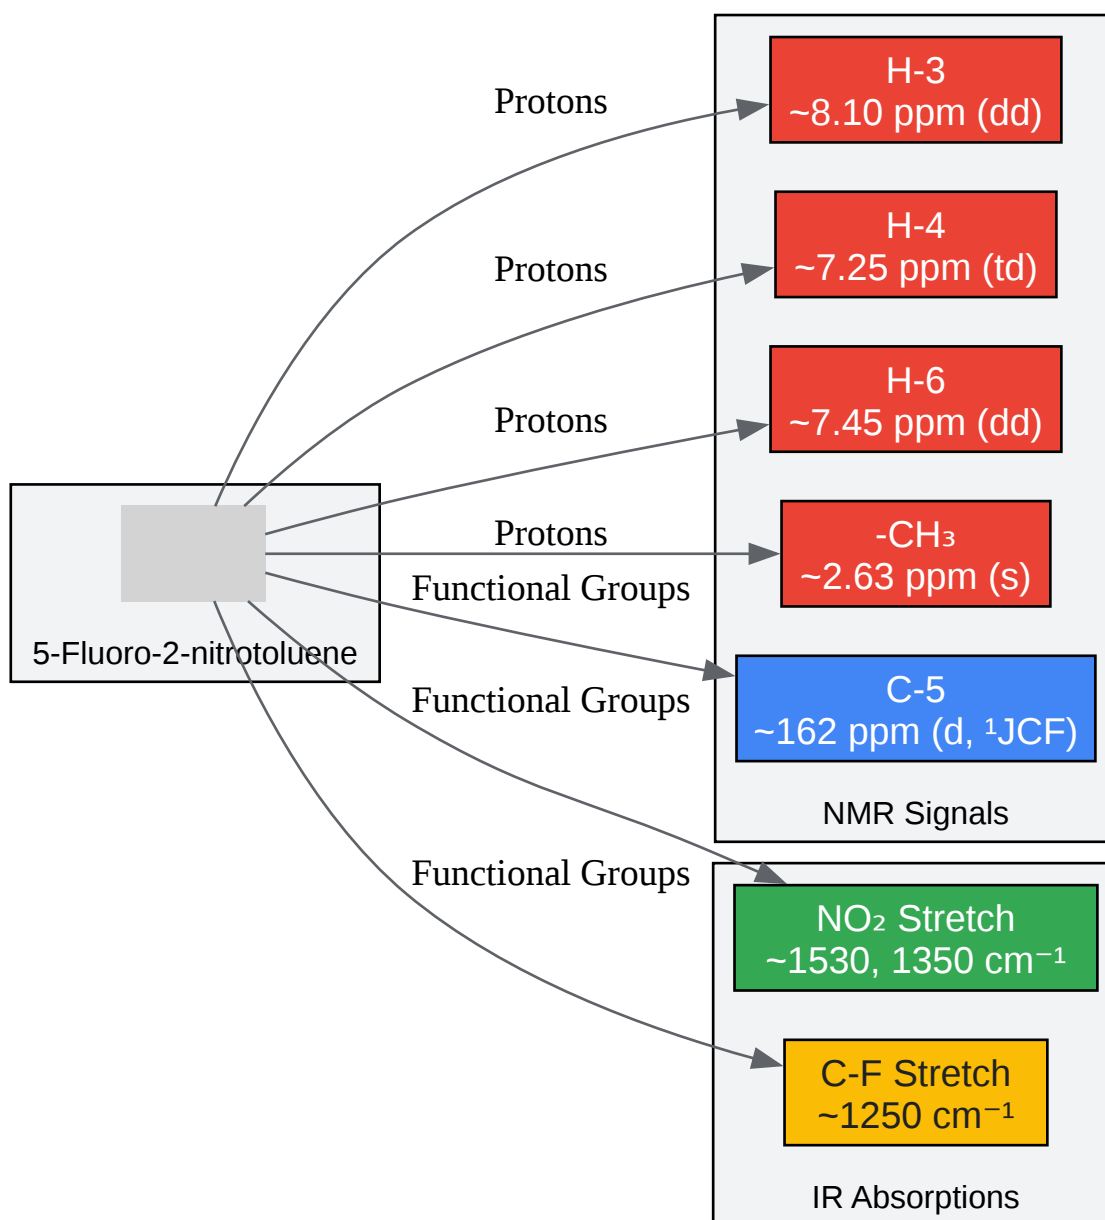 H-3
~8.10 ppm (dd)
Protons
H-4
~7.25 ppm (td)
Protons
H-6
~7.45 ppm (dd)
Protons
-CH₃
~2.63 ppm (s)
Protons
Functional Groups
5-Fluoro-2-nitrotoluene
C-5
~162 ppm (d, ¹JCF)
Functional Groups
NMR Signals
Functional Groups
NO₂ Stretch
~1530, 1350 cm⁻¹
C-F Stretch
~1250 cm⁻¹
IR Absorptions